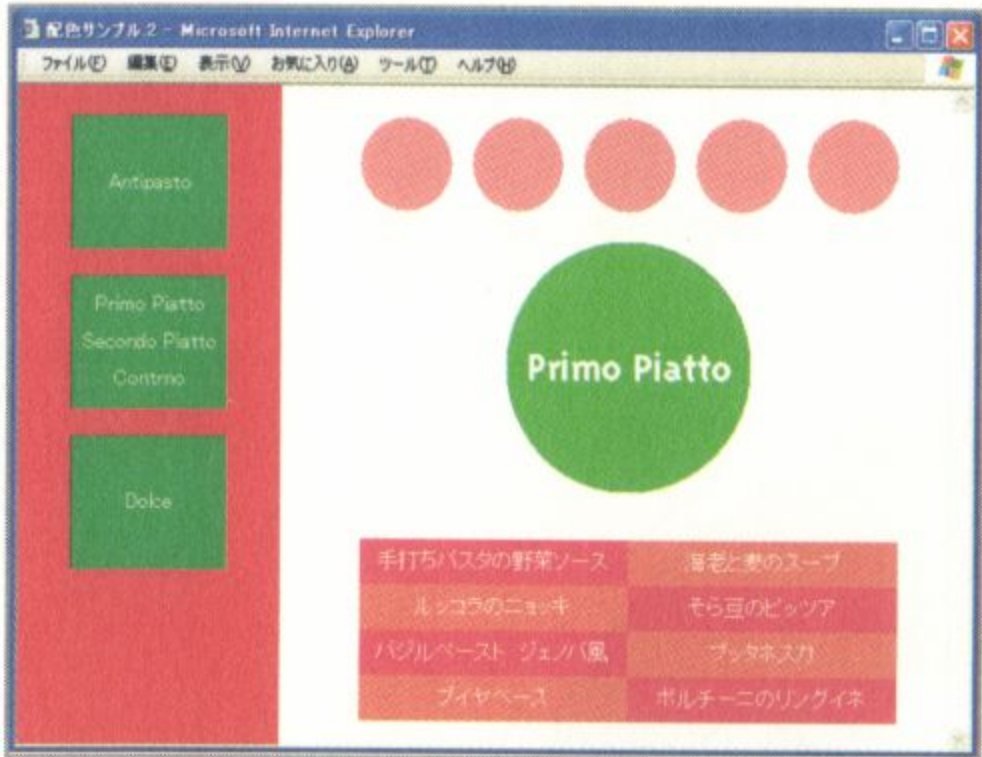 配色サンプル2 - Microsoft Internet Explorer
ファイル(F) 編集(E) 表示(V) お気に入り(A) ツール(T) ヘルプ(H)
Antipasto
Primo Piatto
Secondo Piatto
Contrno
Dolce
Primo Piatto
手打ちパスタの野菜ソース 海老と麦のスープ
ルッコラのニョッキ そら豆のピッツア
バジルペースト ジェノバ風 プッタネスカ
ブイヤベース ポルチーニのリングイネ